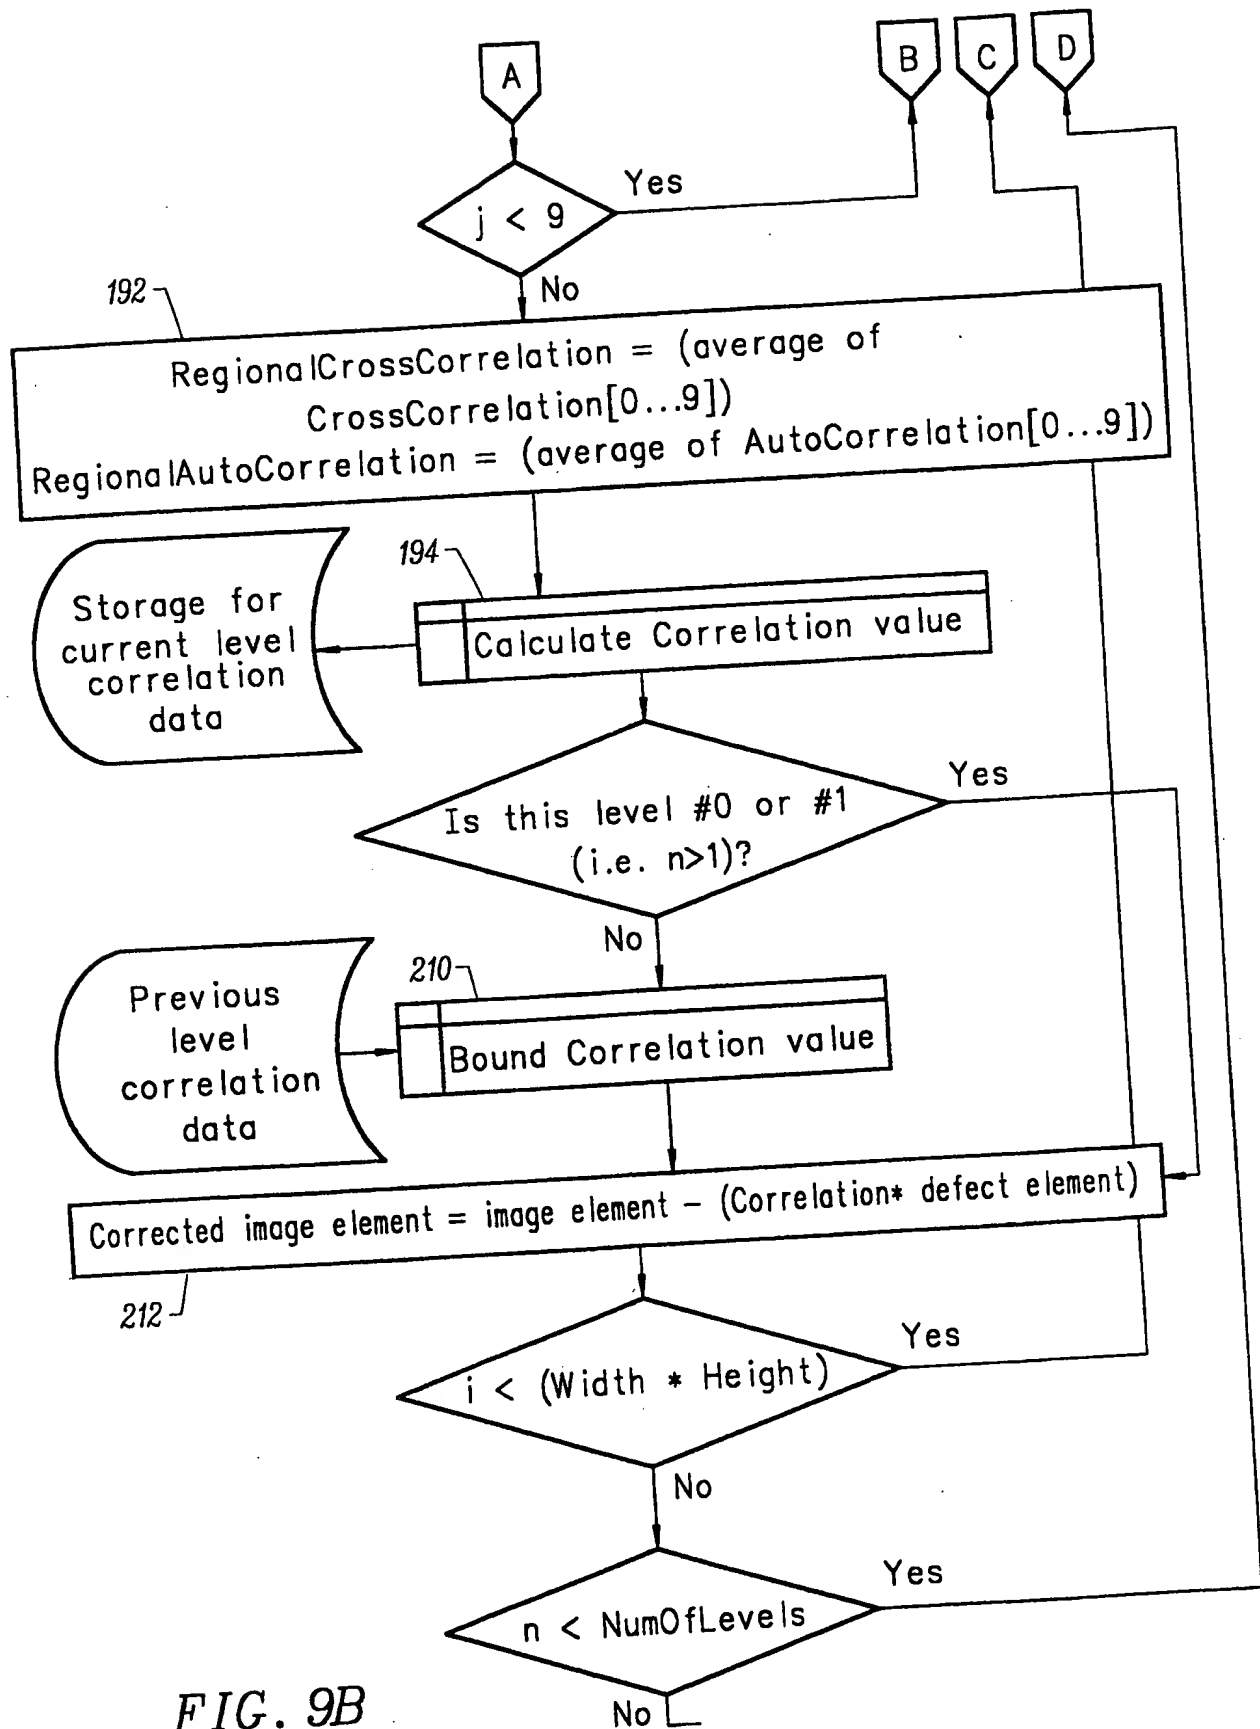 A
B
C
D
j < 9
Yes
No
192
RegionalCrossCorrelation = (average of
CrossCorrelation[0...9])
RegionalAutoCorrelation = (average of AutoCorrelation[0...9])
194
Storage for
current level
correlation
data
Calculate Correlation value
Is this level #0 or #1
(i.e. n>1)?
Yes
No
Previous
level
correlation
data
210
Bound Correlation value
Corrected image element = image element - (Correlation* defect element)
212
i < (Width * Height)
Yes
No
n < NumOfLevels
Yes
No
FIG. 9B